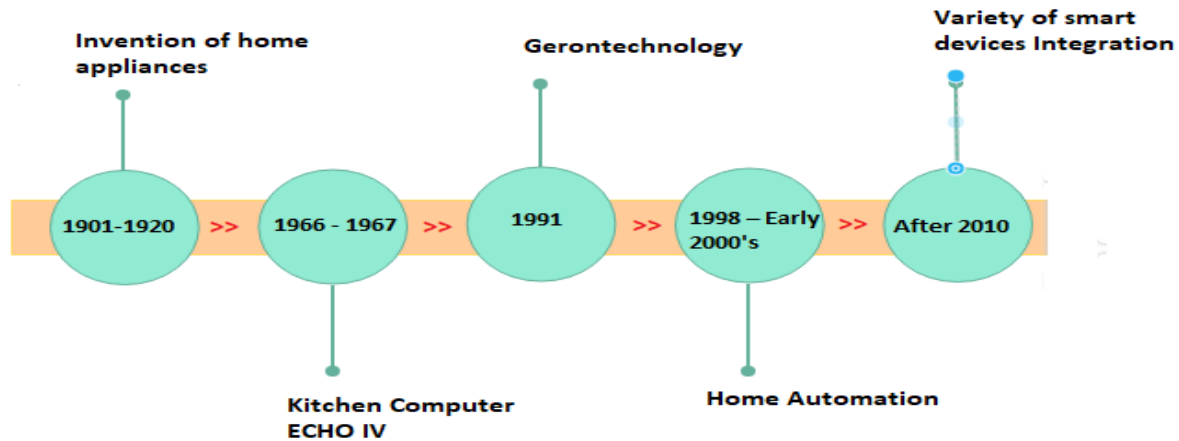 Invention of home
appliances
Gerontechnology
Variety of smart
devices Integration
1901-1920
>>
1966 - 1967
>>
1991
>>
1998 – Early
2000's
>>
After 2010
Kitchen Computer
ECHO IV
Home Automation